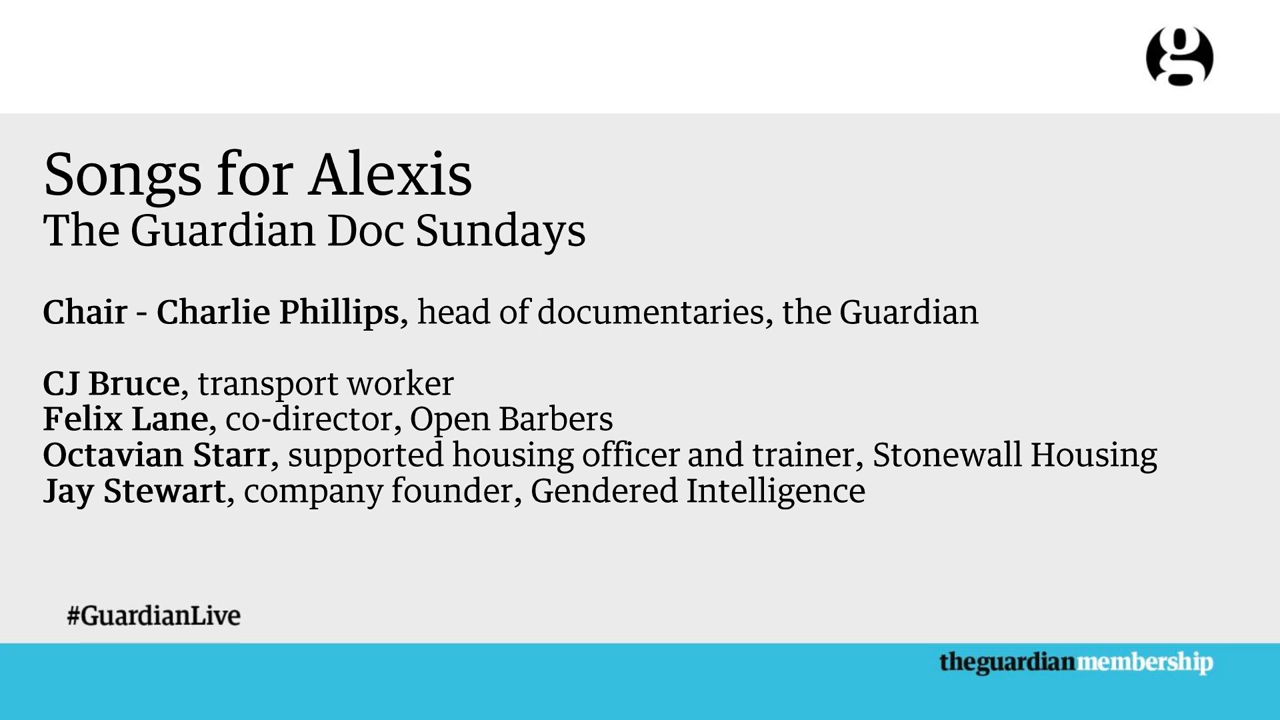 g
Songs for Alexis
The Guardian Doc Sundays
Chair - Charlie Phillips, head of documentaries, the Guardian
CJ Bruce, transport worker
Felix Lane, co-director, Open Barbers
Octavian Starr, supported housing officer and trainer, Stonewall Housing
Jay Stewart, company founder, Gendered Intelligence
#GuardianLive
theguardianmembership